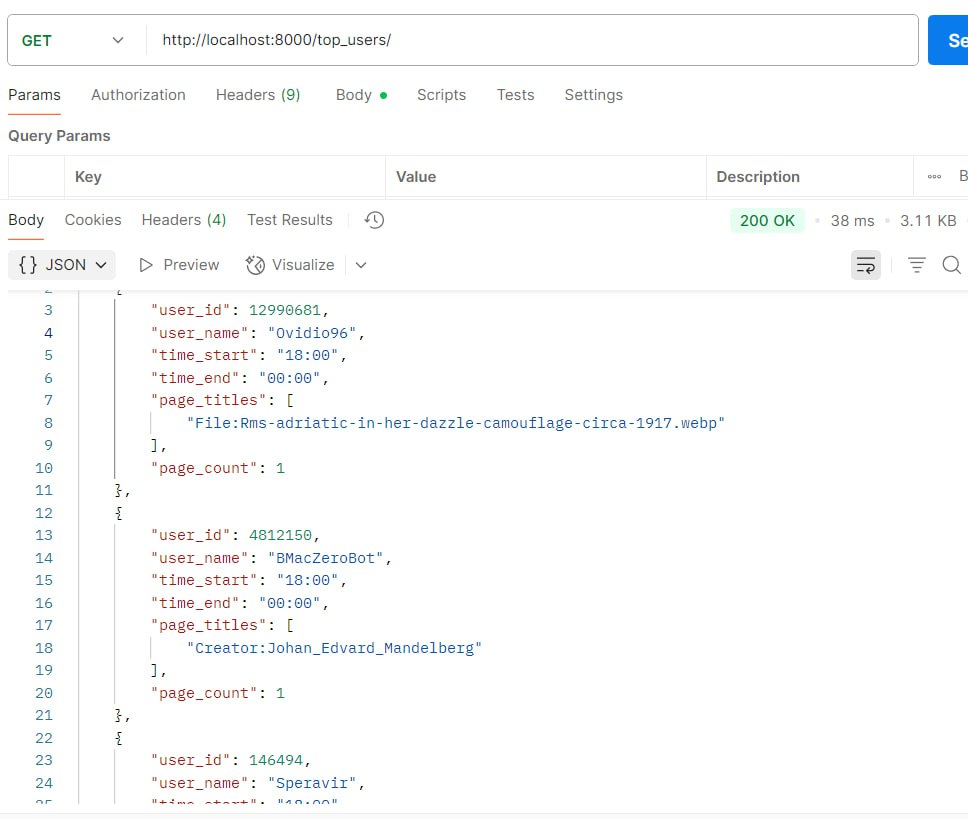 GET http://localhost:8000/top_users/ Se
Params Authorization Headers (9) Body Scripts Tests Settings
Query Params
Key Value Description B
Body Cookies Headers (4) Test Results 200 OK 38 ms 3.11 KB
{} JSON Preview Visualize
2 {
3 "user_id": 12990681,
4 "user_name": "Ovidio96",
5 "time_start": "18:00",
6 "time_end": "00:00",
7 "page_titles": [
8 "File:Rms-adriatic-in-her-dazzle-camouflage-circa-1917.webp"
9 ],
10 "page_count": 1
11 },
12 {
13 "user_id": 4812150,
14 "user_name": "BMacZeroBot",
15 "time_start": "18:00",
16 "time_end": "00:00",
17 "page_titles": [
18 "Creator:Johan_Edvard_Mandelberg"
19 ],
20 "page_count": 1
21 },
22 {
23 "user_id": 146494,
24 "user_name": "Speravir",
25 "time_start": "18:00"